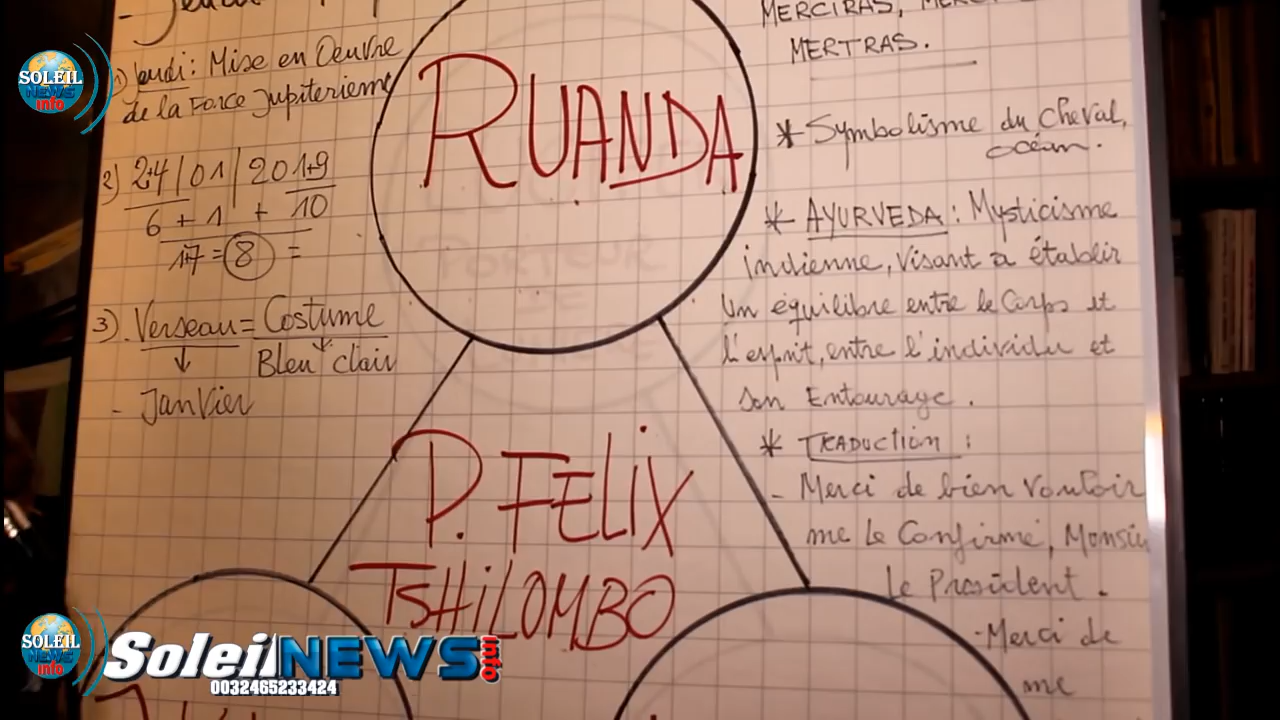 1) Jeudi: Mise en Oeuvre
de la Force Jupiterienne
2) 24/01/2019
6 + 1 + 10
17 = 8 =
3). Verseau = Costume
Bleu clair
- Janvier
RUANDA
P. FELIX
TSHILOMBO
MERCIRAS,
MERTRAS.
* Symbolisme du Cheval,
océan.
* AYURVEDA : Mysticisme
indienne, visant a établir
Un équilibre entre le Corps et
l'esprit, entre l'individu et
son Entourage.
* TRADUCTION :
- Merci de bien vouloir
me le Confirmé,
le President.
- Merci de
me
SOLEIL
NEWS
info
SOLEIL
NEWS
info
Soleil NEWS info
0032465233424